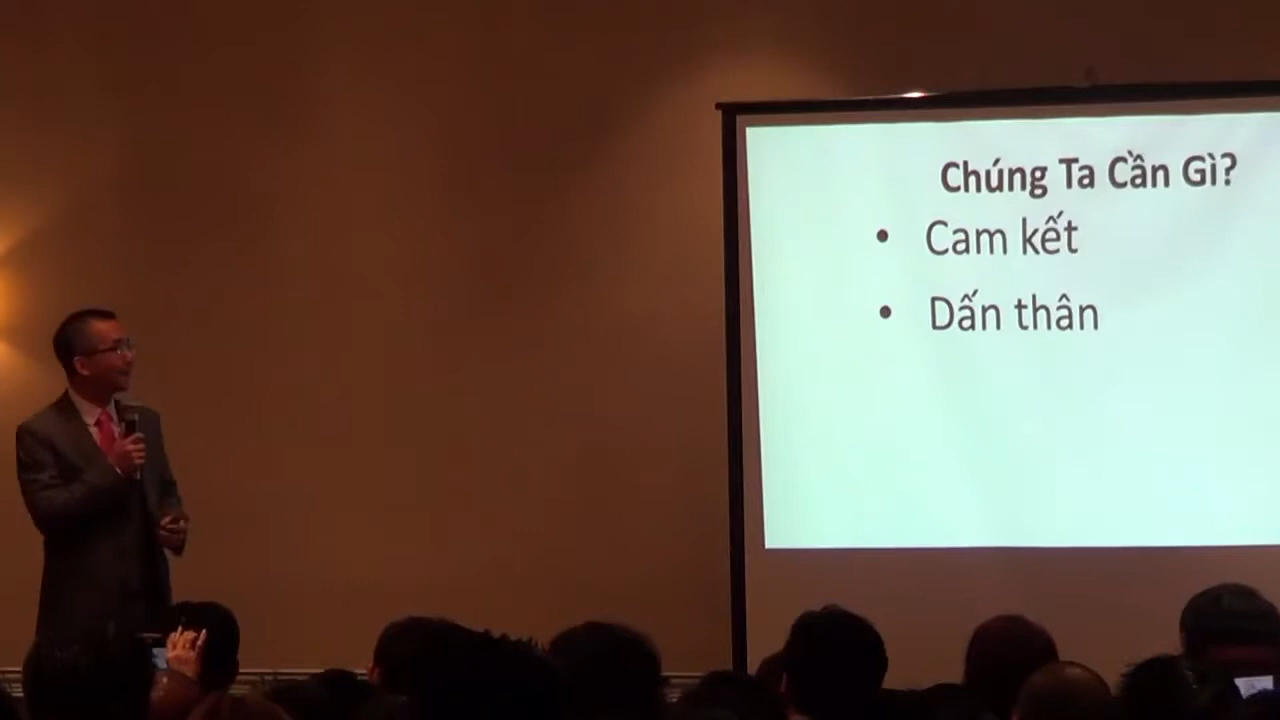 Chúng Ta Cần Gì?
• Cam kết
• Dấn thân